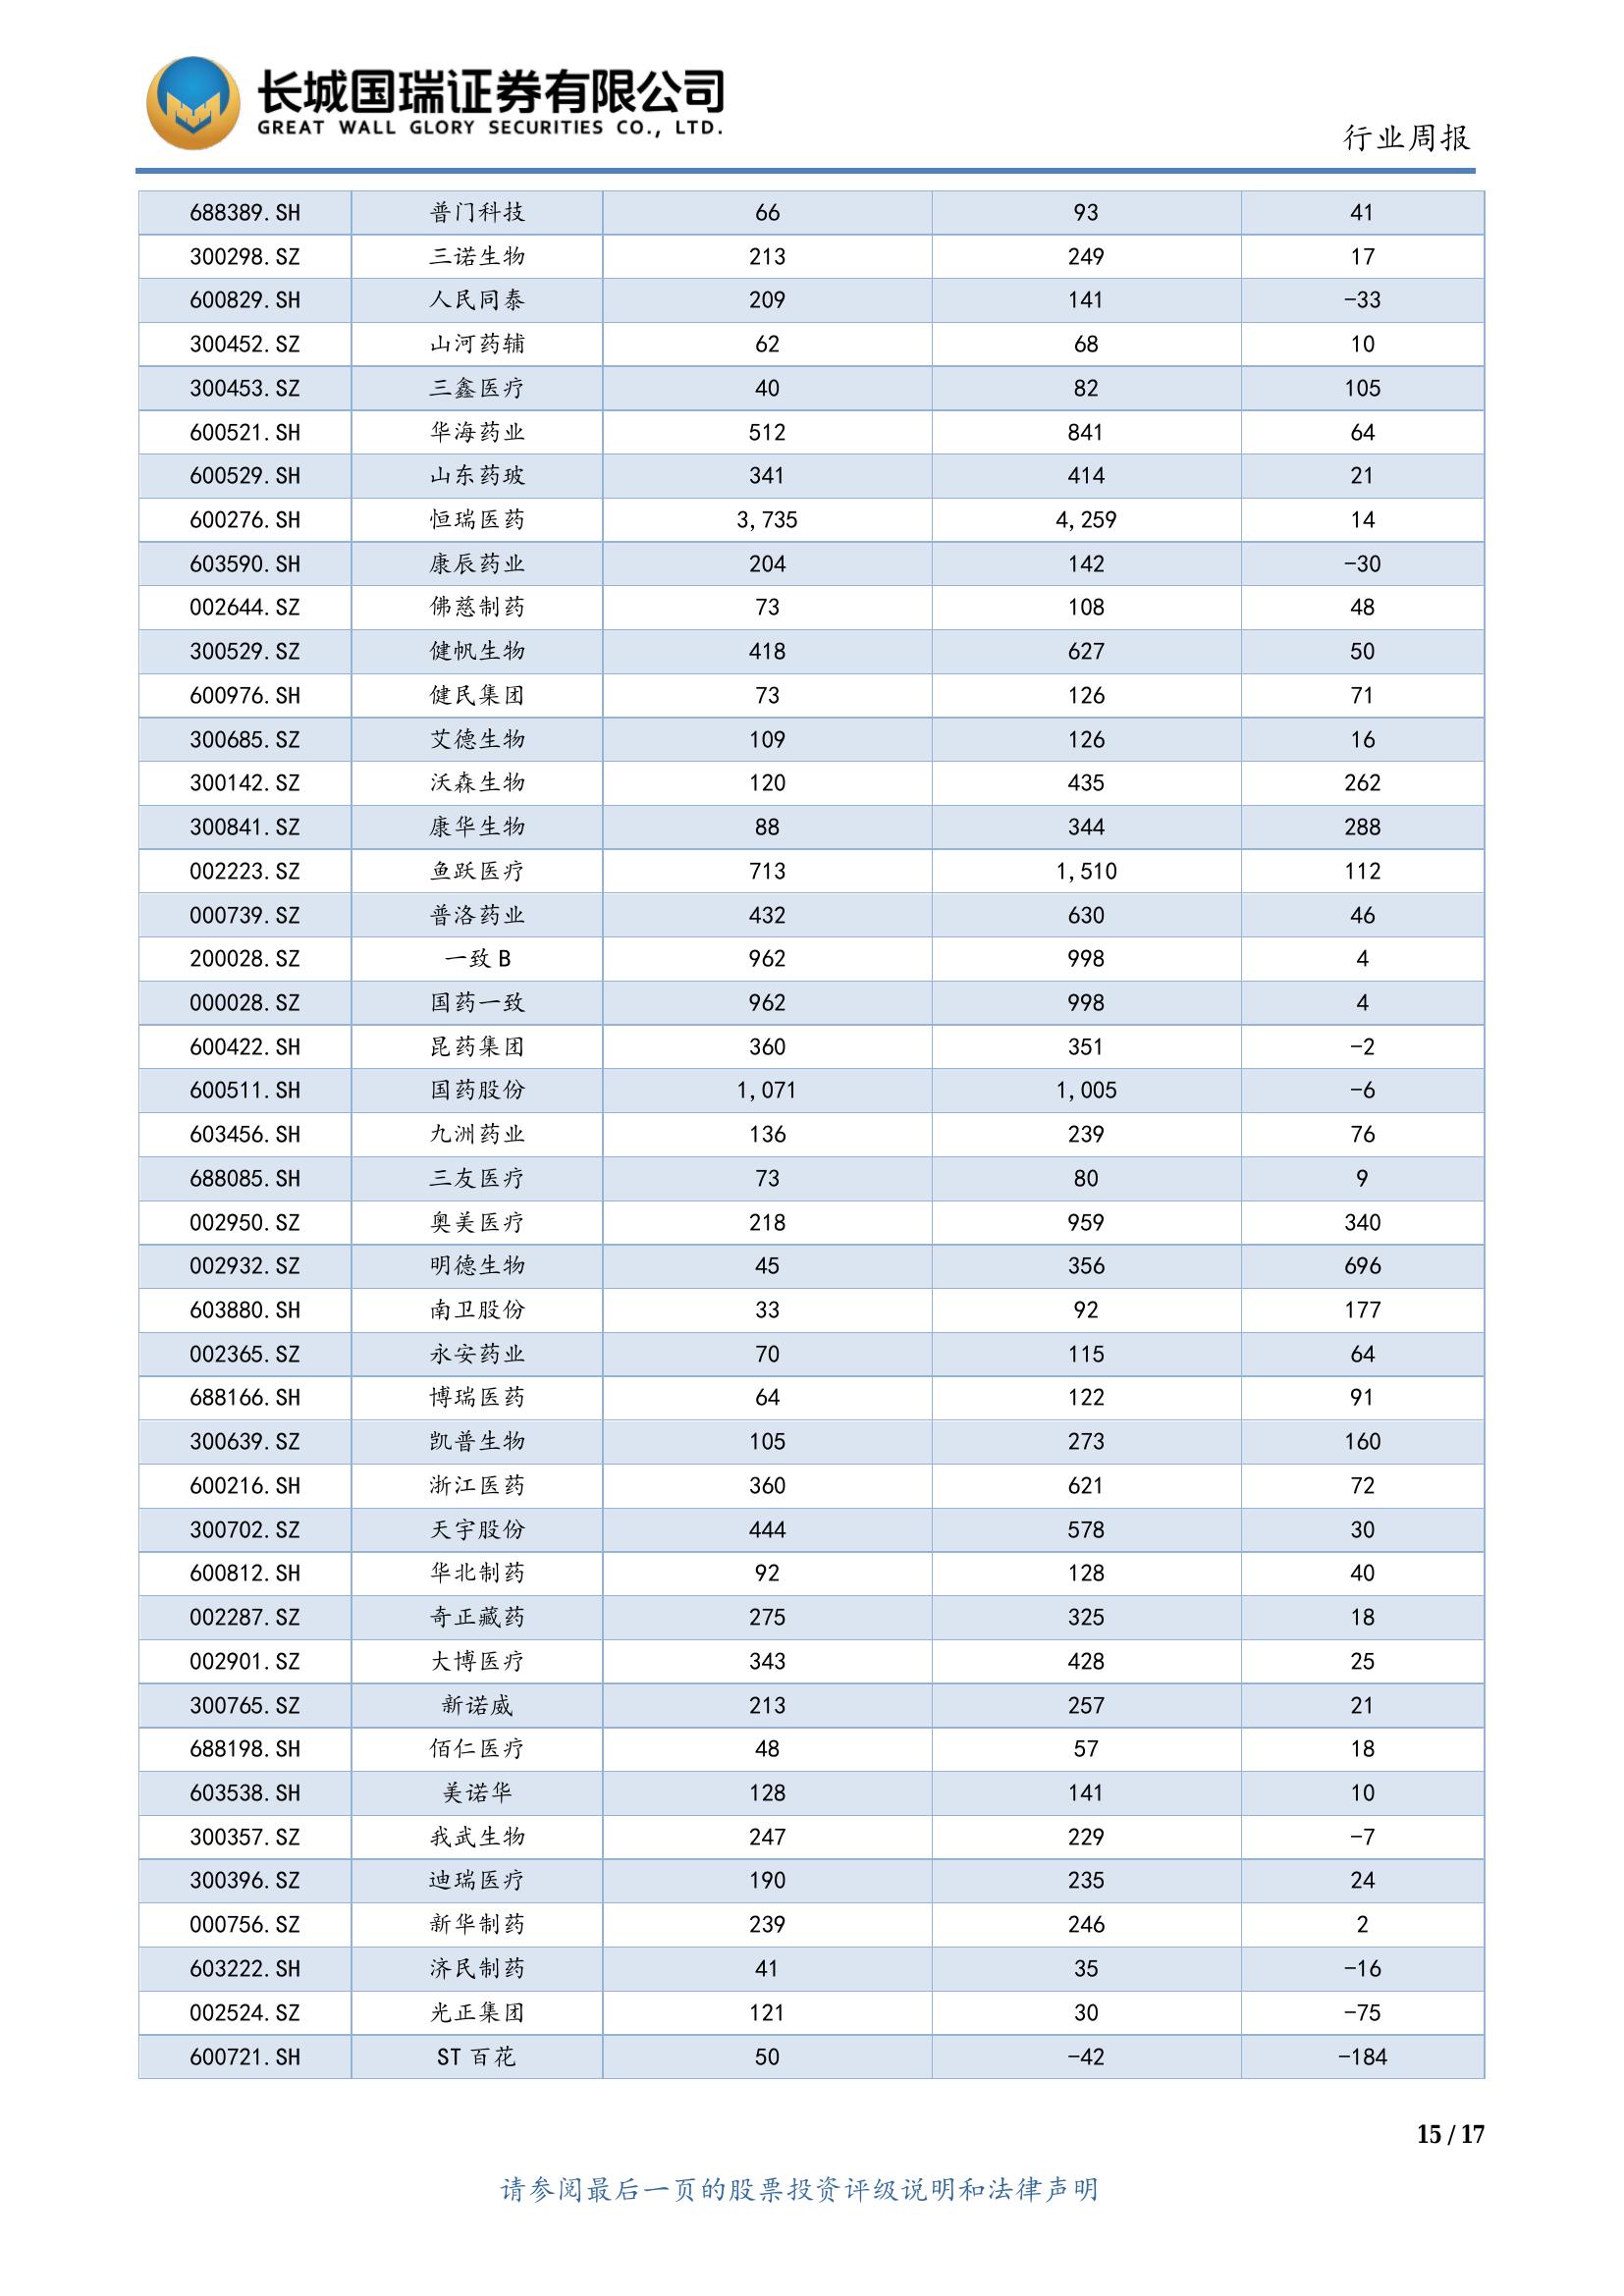 长城国瑞证券有限公司
GREAT WALL GLORY SECURITIES CO., LTD.
行业周报
688389.SH 普门科技 66 93 41
300298.SZ 三诺生物 213 249 17
600829.SH 人民同泰 209 141 -33
300452.SZ 山河药辅 62 68 10
300453.SZ 三鑫医疗 40 82 105
600521.SH 华海药业 512 841 64
600529.SH 山东药玻 341 414 21
600276.SH 恒瑞医药 3,735 4,259 14
603590.SH 康辰药业 204 142 -30
002644.SZ 佛慈制药 73 108 48
300529.SZ 健帆生物 418 627 50
600976.SH 健民集团 73 126 71
300685.SZ 艾德生物 109 126 16
300142.SZ 沃森生物 120 435 262
300841.SZ 康华生物 88 344 288
002223.SZ 鱼跃医疗 713 1,510 112
000739.SZ 普洛药业 432 630 46
200028.SZ 一致B 962 998 4
000028.SZ 国药一致 962 998 4
600422.SH 昆药集团 360 351 -2
600511.SH 国药股份 1,071 1,005 -6
603456.SH 九洲药业 136 239 76
688085.SH 三友医疗 73 80 9
002950.SZ 奥美医疗 218 959 340
002932.SZ 明德生物 45 356 696
603880.SH 南卫股份 33 92 177
002365.SZ 永安药业 70 115 64
688166.SH 博瑞医药 64 122 91
300639.SZ 凯普生物 105 273 160
600216.SH 浙江医药 360 621 72
300702.SZ 天宇股份 444 578 30
600812.SH 华北制药 92 128 40
002287.SZ 奇正藏药 275 325 18
002901.SZ 大博医疗 343 428 25
300765.SZ 新诺威 213 257 21
688198.SH 佰仁医疗 48 57 18
603538.SH 美诺华 128 141 10
300357.SZ 我武生物 247 229 -7
300396.SZ 迪瑞医疗 190 235 24
000756.SZ 新华制药 239 246 2
603222.SH 济民制药 41 35 -16
002524.SZ 光正集团 121 30 -75
600721.SH ST百花 50 -42 -184
15 / 17
请参阅最后一页的股票投资评级说明和法律声明